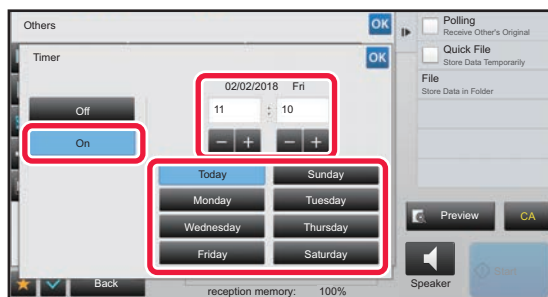 Others
OK
Timer
OK
02/02/2018 Fri
11 : 10
Off
On
Today
Sunday
Monday
Tuesday
Wednesday
Thursday
Friday
Saturday
Back
reception memory: 100%
Polling
Receive Other's Original
Quick File
Store Data Temporarily
File
Store Data in Folder
Preview
CA
Speaker
Start